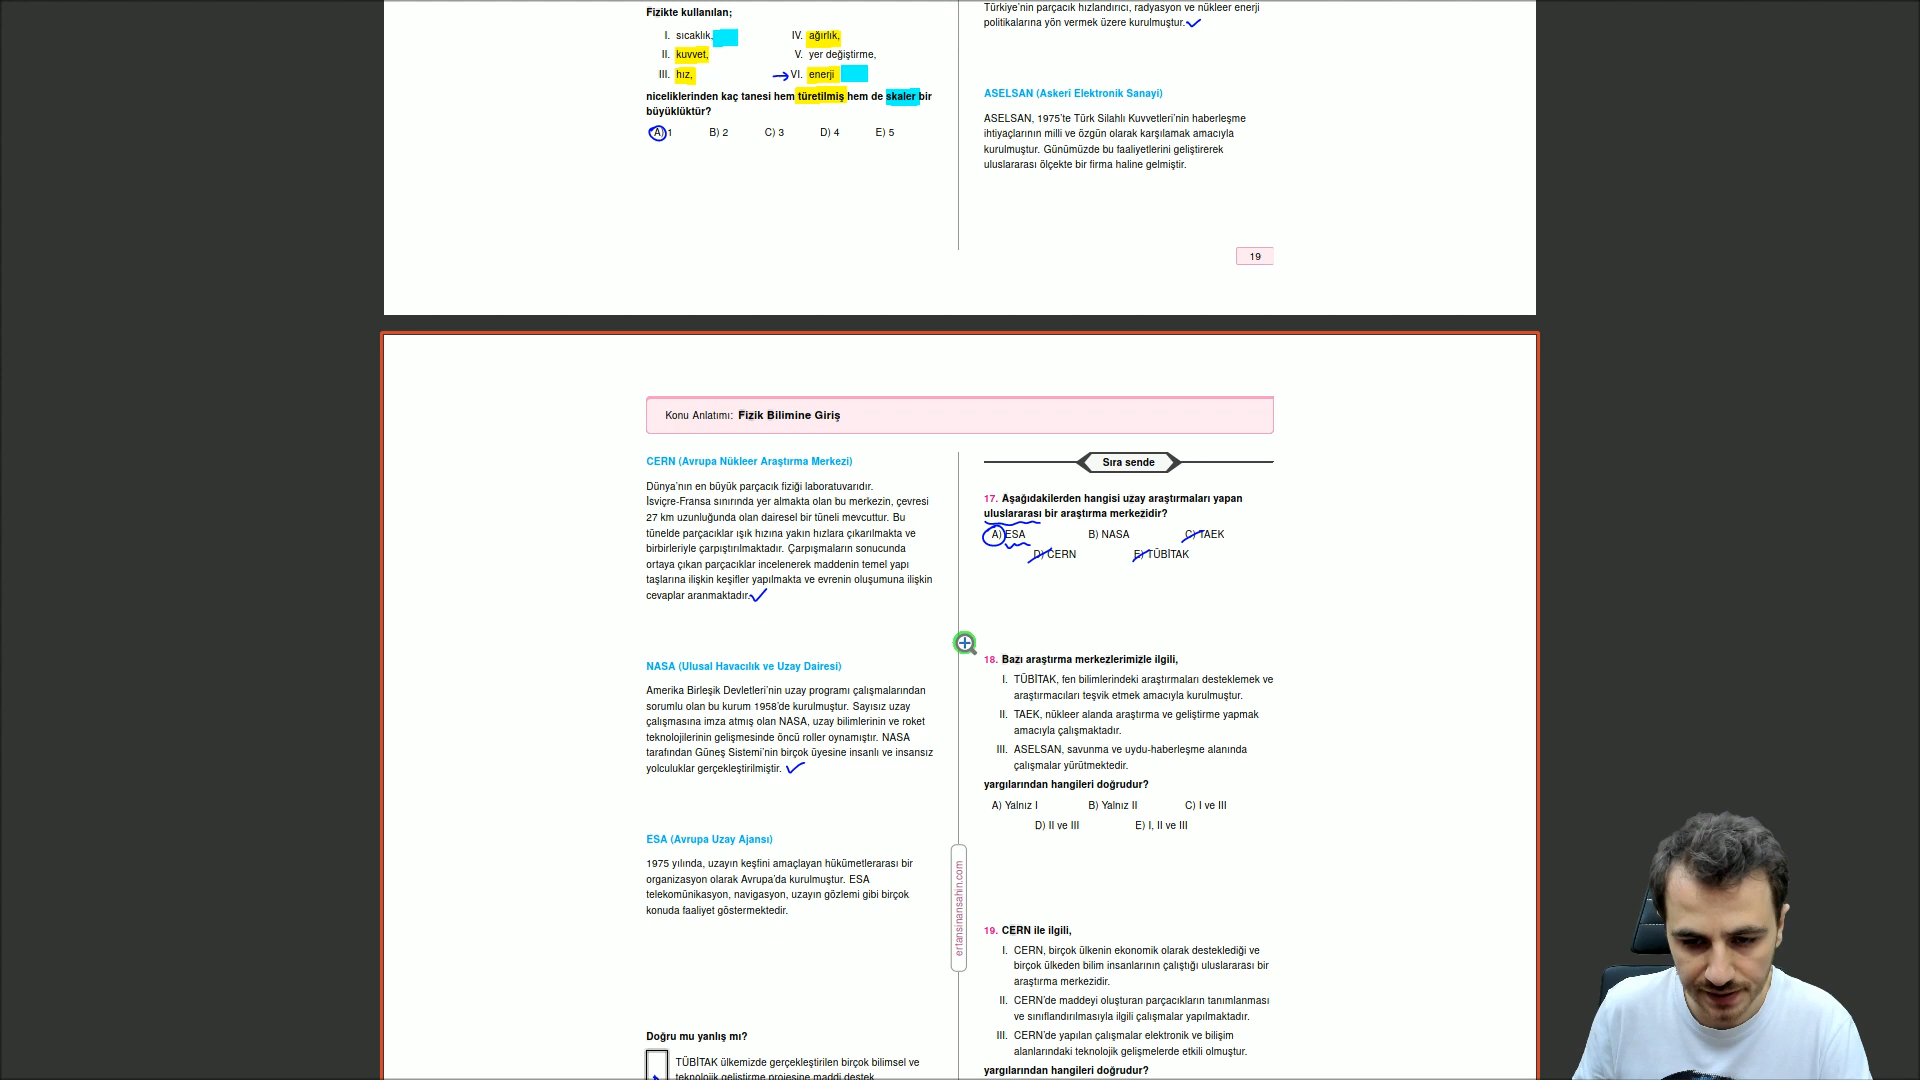 Fizikte kullanılan;
I. sıcaklık,
IV. ağırlık,
II. kuvvet,
V. yer değiştirme,
III. hız,
VI. enerji
niceliklerinden kaç tanesi hem türetilmiş hem de skaler bir
büyüklüktür?
A) 1 B) 2 C) 3 D) 4 E) 5
Türkiye'nin parçacık hızlandırıcı, radyasyon ve nükleer enerji
politikalarına yön vermek üzere kurulmuştur.
ASELSAN (Askeri Elektronik Sanayi)
ASELSAN, 1975'te Türk Silahlı Kuvvetleri'nin haberleşme
ihtiyaçlarının milli ve özgün olarak karşılamak amacıyla
kurulmuştur. Günümüzde bu faaliyetlerini geliştirerek
uluslararası ölçekte bir firma haline gelmiştir.
19
Konu Anlatımı: Fizik Bilimine Giriş
CERN (Avrupa Nükleer Araştırma Merkezi)
Dünya'nın en büyük parçacık fiziği laboratuvarıdır.
İsviçre-Fransa sınırında yer almakta olan bu merkezin, çevresi
27 km uzunluğunda olan dairesel bir tüneli mevcuttur. Bu
tünelde parçacıklar ışık hızına yakın hızlara çıkarılmakta ve
birbirleriyle çarpıştırılmaktadır. Çarpışmaların sonucunda
ortaya çıkan parçacıklar incelenerek maddenin temel yapı
taşlarına ilişkin keşifler yapılmakta ve evrenin oluşumuna ilişkin
cevaplar aranmaktadır.
NASA (Ulusal Havacılık ve Uzay Dairesi)
Amerika Birleşik Devletleri'nin uzay programı çalışmalarından
sorumlu olan bu kurum 1958'de kurulmuştur. Sayısız uzay
çalışmasına imza atmış olan NASA, uzay bilimlerinin ve roket
teknolojilerinin gelişmesinde öncü roller oynamıştır. NASA
tarafından Güneş Sistemi'nin birçok üyesine insanlı ve insansız
yolculuklar gerçekleştirilmiştir.
ESA (Avrupa Uzay Ajansı)
1975 yılında, uzayın keşfini amaçlayan hükümetlerarası bir
organizasyon olarak Avrupa'da kurulmuştur. ESA
telekomünikasyon, navigasyon, uzayın gözlemi gibi birçok
konuda faaliyet göstermektedir.
Doğru mu yanlış mı?
TÜBİTAK ülkemizde gerçekleştirilen birçok bilimsel ve
teknolojik geliştirme projesine maddi destek
ertansinansahin.com
Sıra sende
17. Aşağıdakilerden hangisi uzay araştırmaları yapan
uluslararası bir araştırma merkezidir?
A) ESA B) NASA C) TAEK
D) CERN E) TÜBİTAK
18. Bazı araştırma merkezlerimizle ilgili,
I. TÜBİTAK, fen bilimlerindeki araştırmaları desteklemek ve
araştırmacıları teşvik etmek amacıyla kurulmuştur.
II. TAEK, nükleer alanda araştırma ve geliştirme yapmak
amacıyla çalışmaktadır.
III. ASELSAN, savunma ve uydu-haberleşme alanında
çalışmalar yürütmektedir.
yargılarından hangileri doğrudur?
A) Yalnız I B) Yalnız II C) I ve III
D) II ve III E) I, II ve III
19. CERN ile ilgili,
I. CERN, birçok ülkenin ekonomik olarak desteklediği ve
birçok ülkeden bilim insanlarının çalıştığı uluslararası bir
araştırma merkezidir.
II. CERN'de maddeyi oluşturan parçacıkların tanımlanması
ve sınıflandırılmasıyla ilgili çalışmalar yapılmaktadır.
III. CERN'de yapılan çalışmalar elektronik ve bilişim
alanlarındaki teknolojik gelişmelerde etkili olmuştur.
yargılarından hangileri doğrudur?